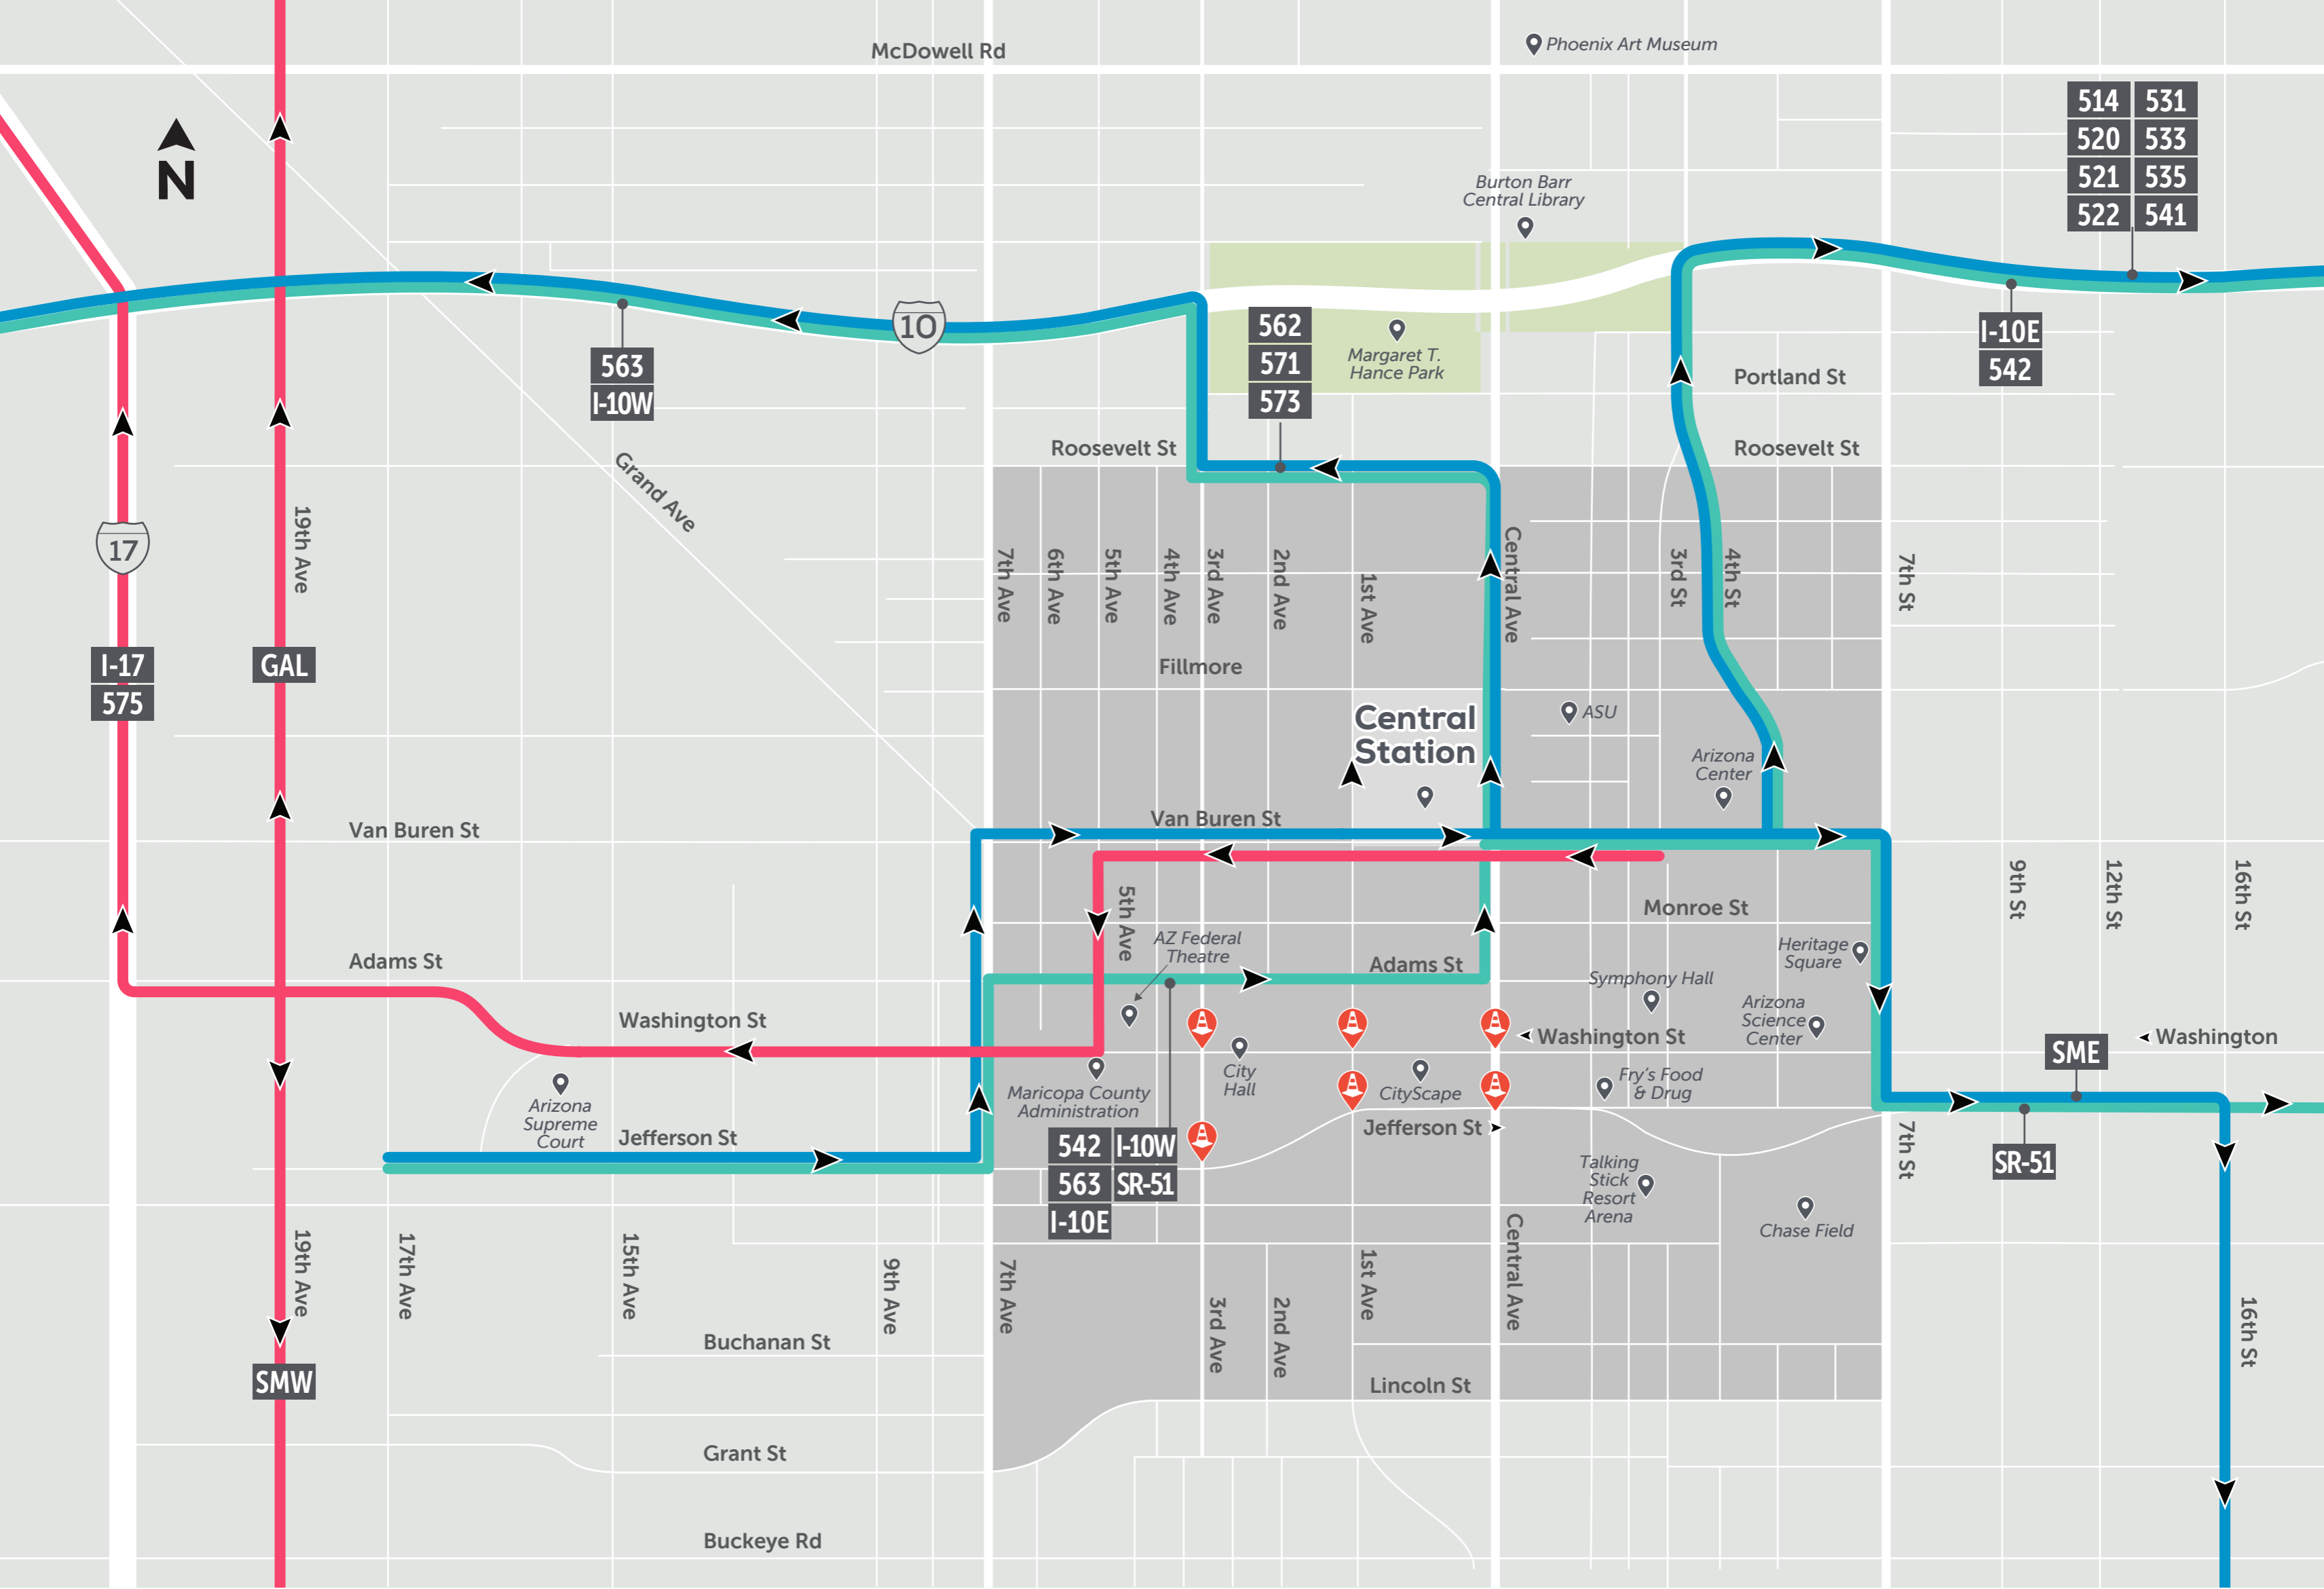 McDowell Rd
Phoenix Art Museum
N
514 531
520 533
521 535
522 541
Burton Barr
Central Library
10
563
I-10W
562
571
573
Margaret T.
Hance Park
I-10E
542
Portland St
Roosevelt St
Roosevelt St
Grand Ave
19th Ave
17
7th Ave
6th Ave
5th Ave
4th Ave
3rd Ave
2nd Ave
1st Ave
Central Ave
3rd St
4th St
7th St
I-17
575
GAL
Fillmore
Central
Station
ASU
Arizona
Center
Van Buren St
Van Buren St
5th Ave
9th St
12th St
16th St
Monroe St
AZ Federal
Theatre
Heritage
Square
Adams St
Adams St
Symphony Hall
Arizona
Science
Center
Washington St
Washington St
Washington
SME
City
Hall
CityScape
Fry's Food
& Drug
Maricopa County
Administration
Arizona
Supreme
Court
Jefferson St
Jefferson St
542 I-10W
563 SR-51
I-10E
7th St
SR-51
Talking
Stick
Resort
Arena
Chase Field
19th Ave
17th Ave
15th Ave
9th Ave
7th Ave
3rd Ave
2nd Ave
1st Ave
Central Ave
16th St
Buchanan St
SMW
Lincoln St
Grant St
Buckeye Rd